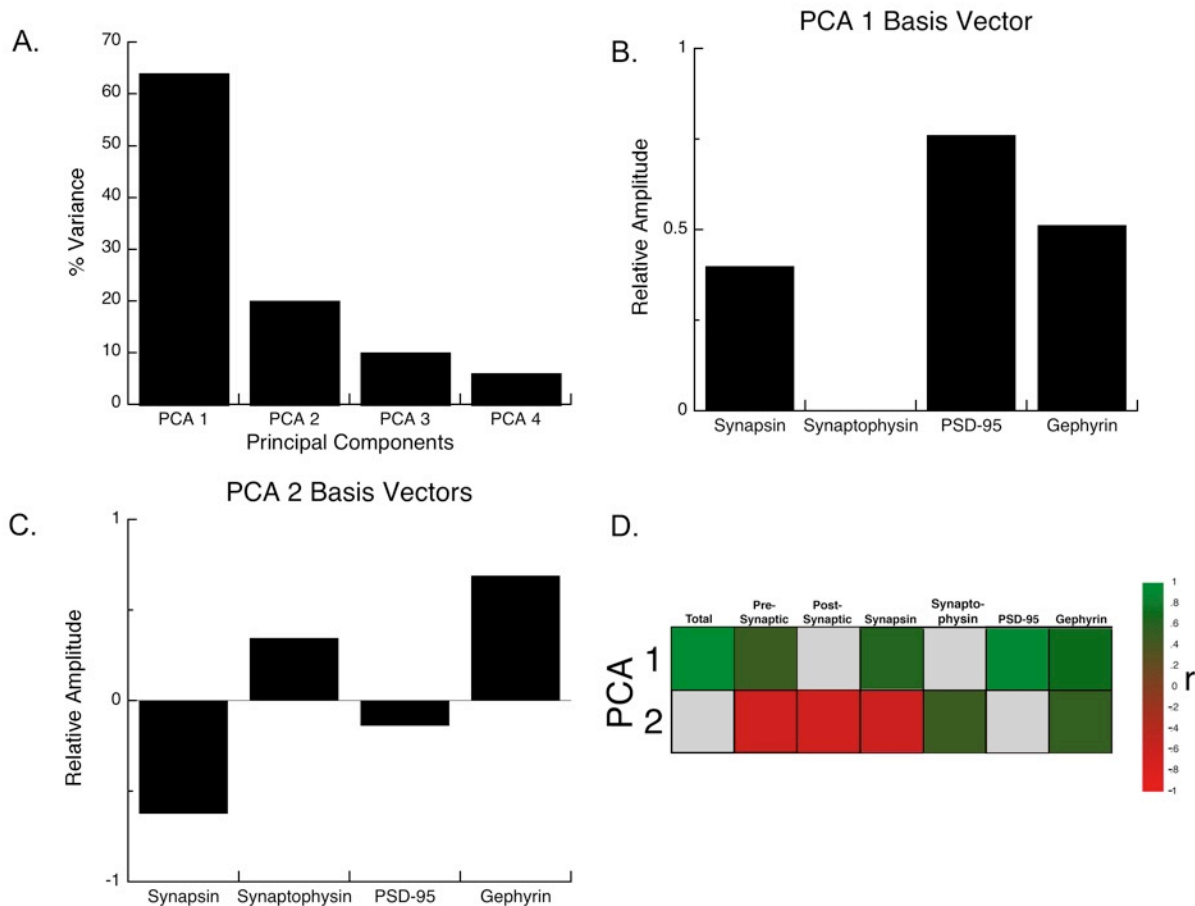 A.
70
60
50
40
30
20
10
0
% Variance
PCA 1
PCA 2
PCA 3
PCA 4
Principal Components
PCA 1 Basis Vector
B.
1
0.5
0
Relative Amplitude
Synapsin
Synaptophysin
PSD-95
Gephyrin
PCA 2 Basis Vectors
C.
1
0
-1
Relative Amplitude
Synapsin
Synaptophysin
PSD-95
Gephyrin
D.
Total
Pre-
Synaptic
Post-
Synaptic
Synapsin
Synapto-
physin
PSD-95
Gephyrin
PCA
1
2
1
.8
.6
.4
.2
0
-.2
-.4
-.6
-.8
-1
r